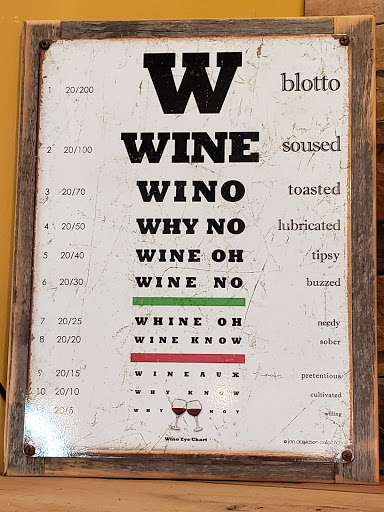 1 20/200 W blotto
2 20/100 WINE soused
3 20/70 WINO toasted
4 20/50 WHY NO lubricated
5 20/40 WINE OH tipsy
6 20/30 WINE NO buzzed
7 20/25 WHINE OH needy
8 20/20 WINE KNOW sober
9 20/15 WINEAUX pretentious
10 20/10 WHY KNOW cultivated
20/5 WHY NOT willing
Wino Eye Chart